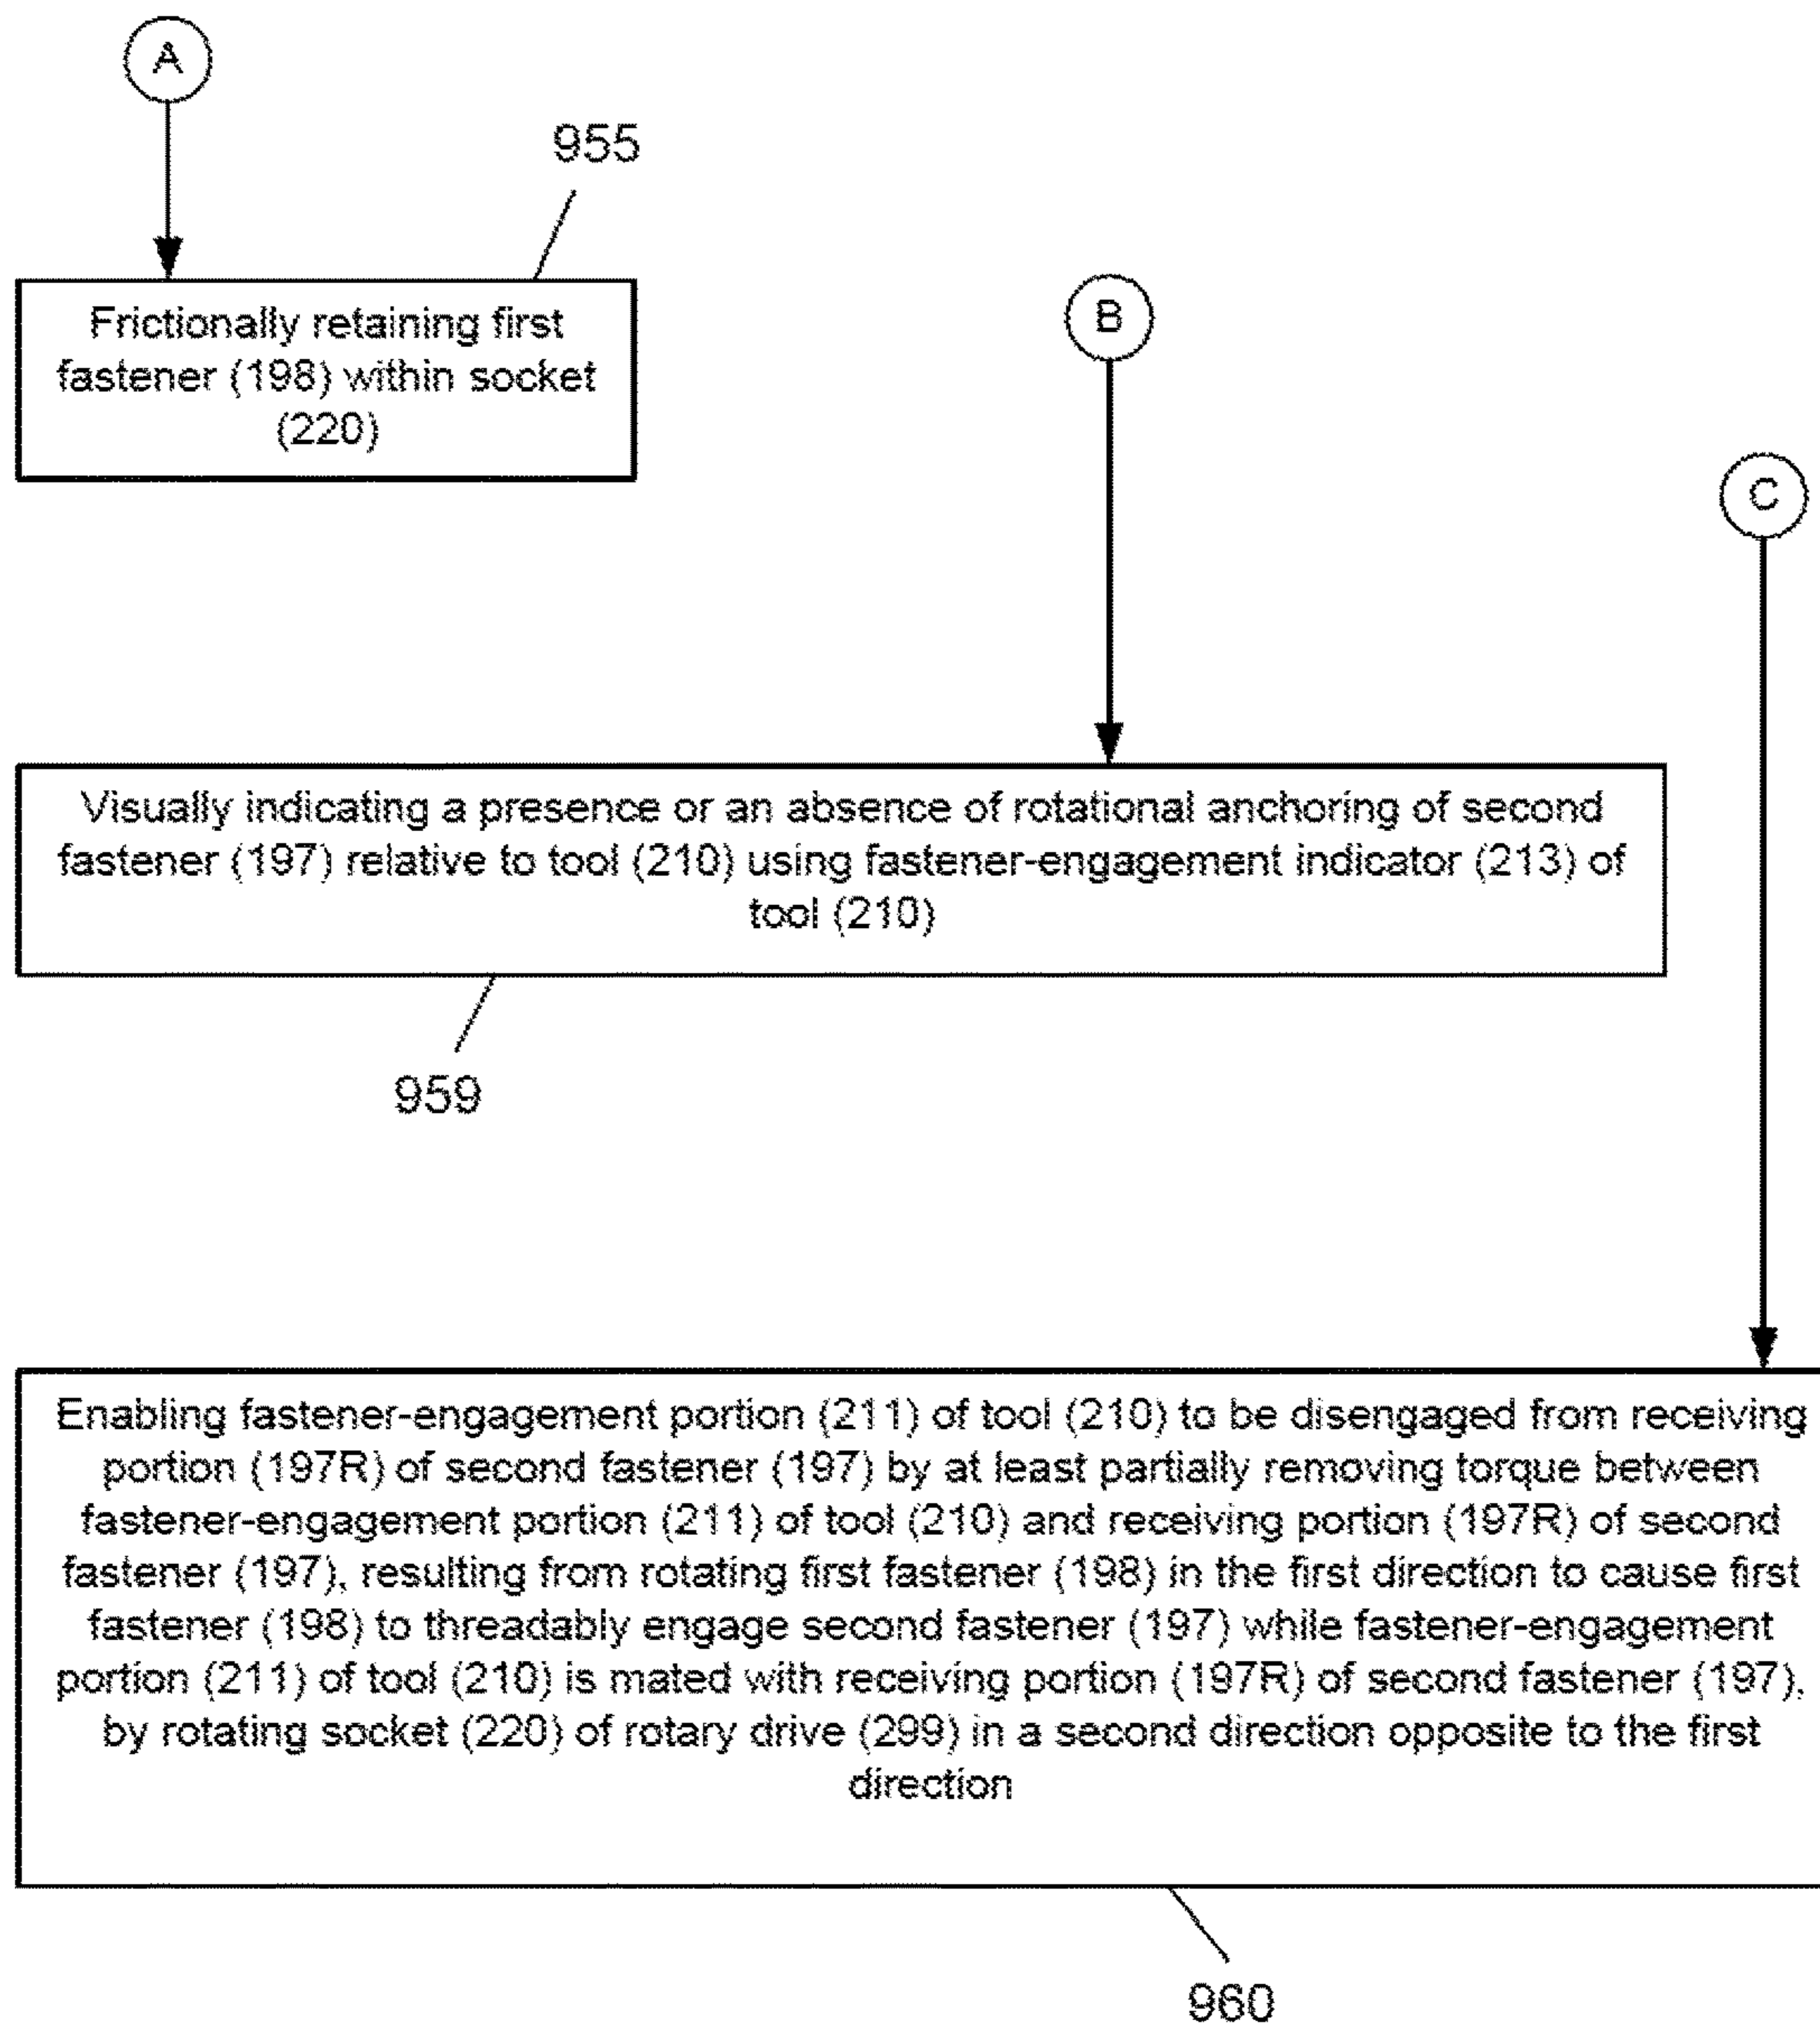 A
955
Frictionally retaining first
fastener (198) within socket
(220)
B
C
Visually indicating a presence or an absence of rotational anchoring of second
fastener (197) relative to tool (210) using fastener-engagement indicator (213) of
tool (210)
959
Enabling fastener-engagement portion (211) of tool (210) to be disengaged from receiving
portion (197R) of second fastener (197) by at least partially removing torque between
fastener-engagement portion (211) of tool (210) and receiving portion (197R) of second
fastener (197), resulting from rotating first fastener (198) in the first direction to cause first
fastener (198) to threadably engage second fastener (197) while fastener-engagement
portion (211) of tool (210) is mated with receiving portion (197R) of second fastener (197),
by rotating socket (220) of rotary drive (299) in a second direction opposite to the first
direction
960